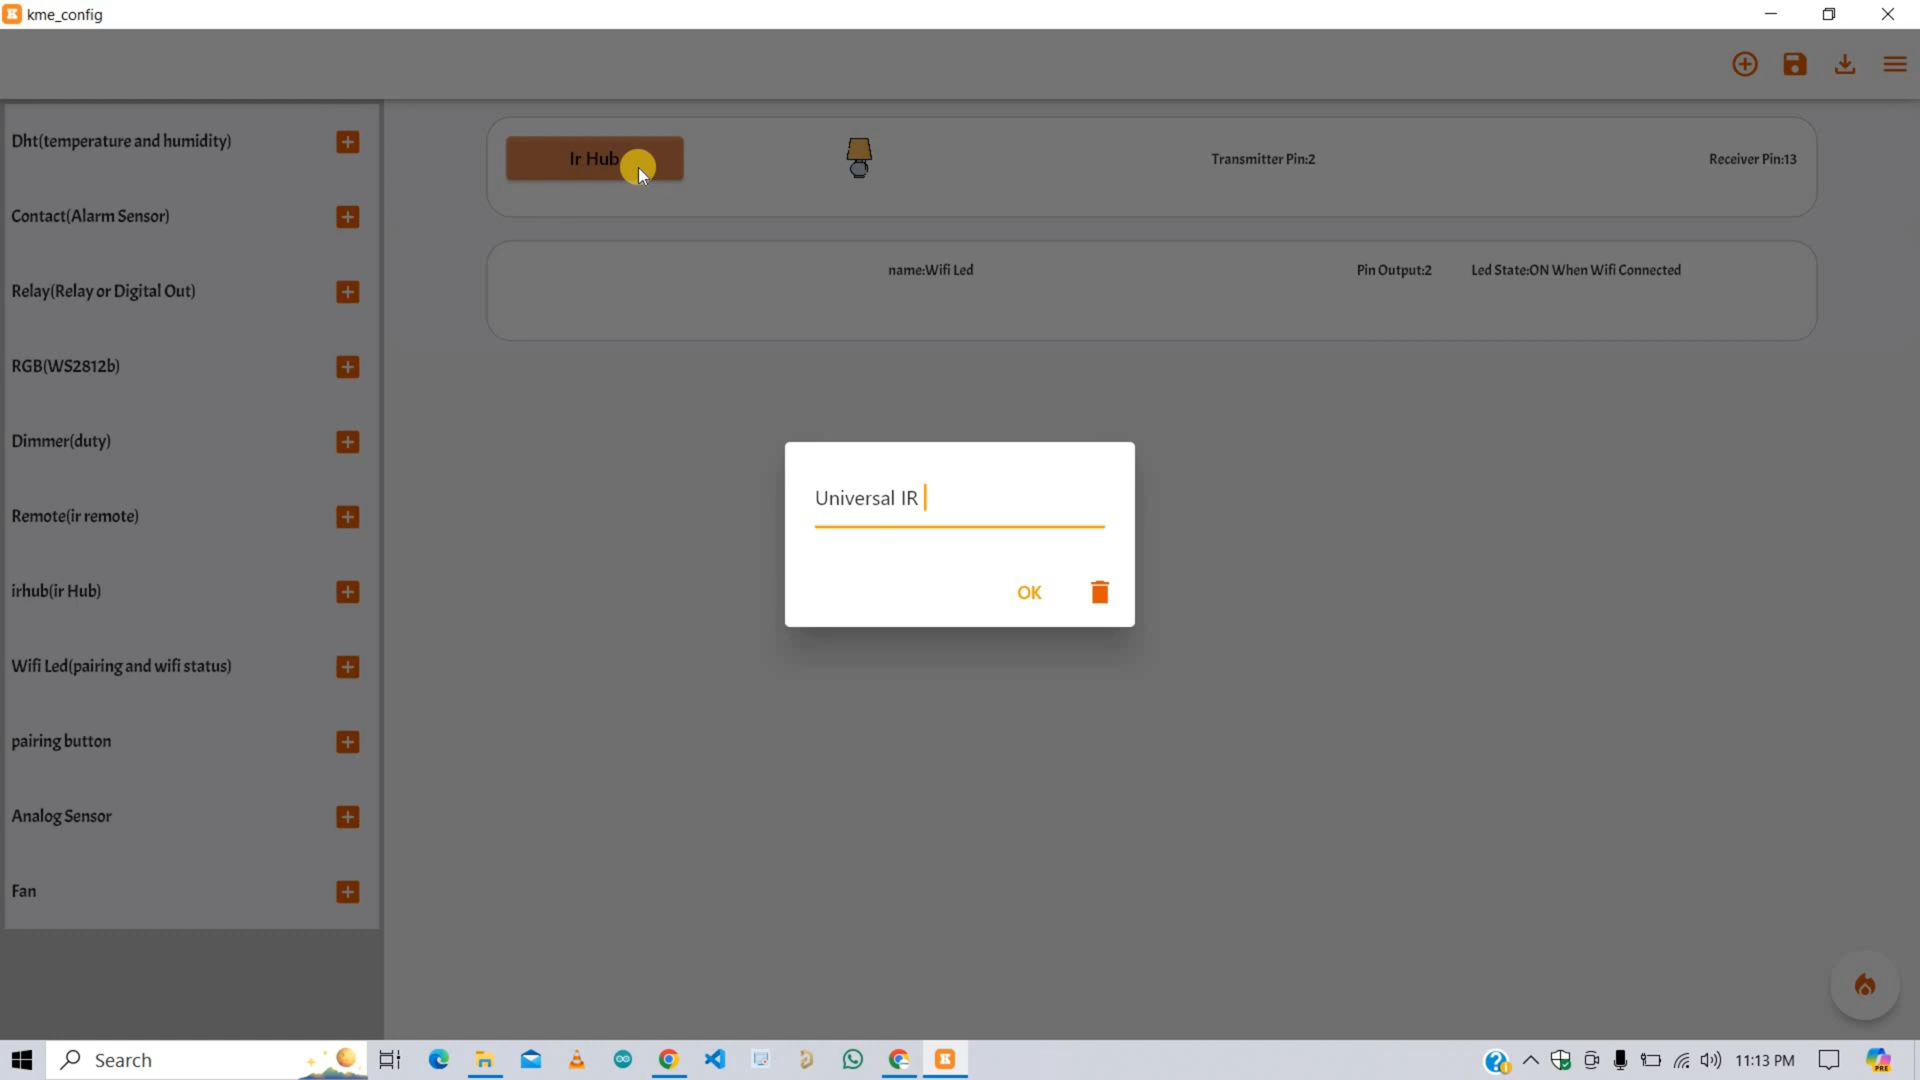 kme_config
Dht(temperature and humidity)
Contact(Alarm Sensor)
Relay(Relay or Digital Out)
RGB(WS2812b)
Dimmer(duty)
Remote(ir remote)
irhub(ir Hub)
Wifi Led(pairing and wifi status)
pairing button
Analog Sensor
Fan
Ir Hub
Transmitter Pin:2
Receiver Pin:13
name:Wifi Led
Pin Output:2
Led State:ON When Wifi Connected
Universal IR
OK
Search
11:13 PM
PRE